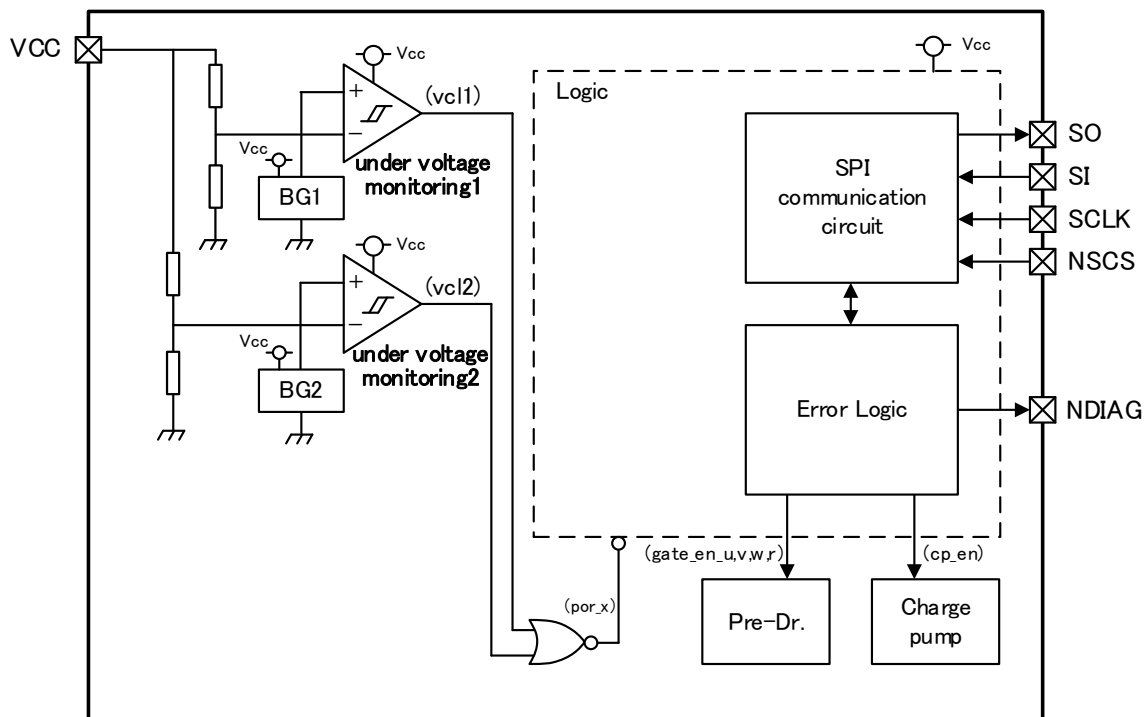 VCC
Vcc
Vcc
Logic
(vcl1)
SO
Vcc
under voltage
monitoring1
SPI
communication
circuit
SI
BG1
SCLK
Vcc
NSCS
(vcl2)
Vcc
under voltage
monitoring2
BG2
Error Logic
NDIAG
(gate_en_u,v,w,r)
(cp_en)
(por_x)
Pre-Dr.
Charge
pump